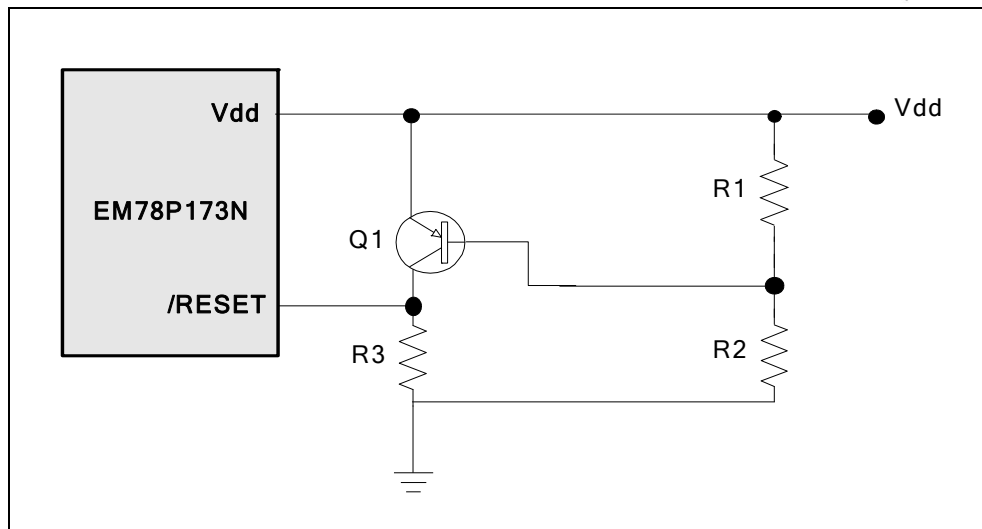 Vdd
Vdd
R1
EM78P173N
Q1
/RESET
R3
R2